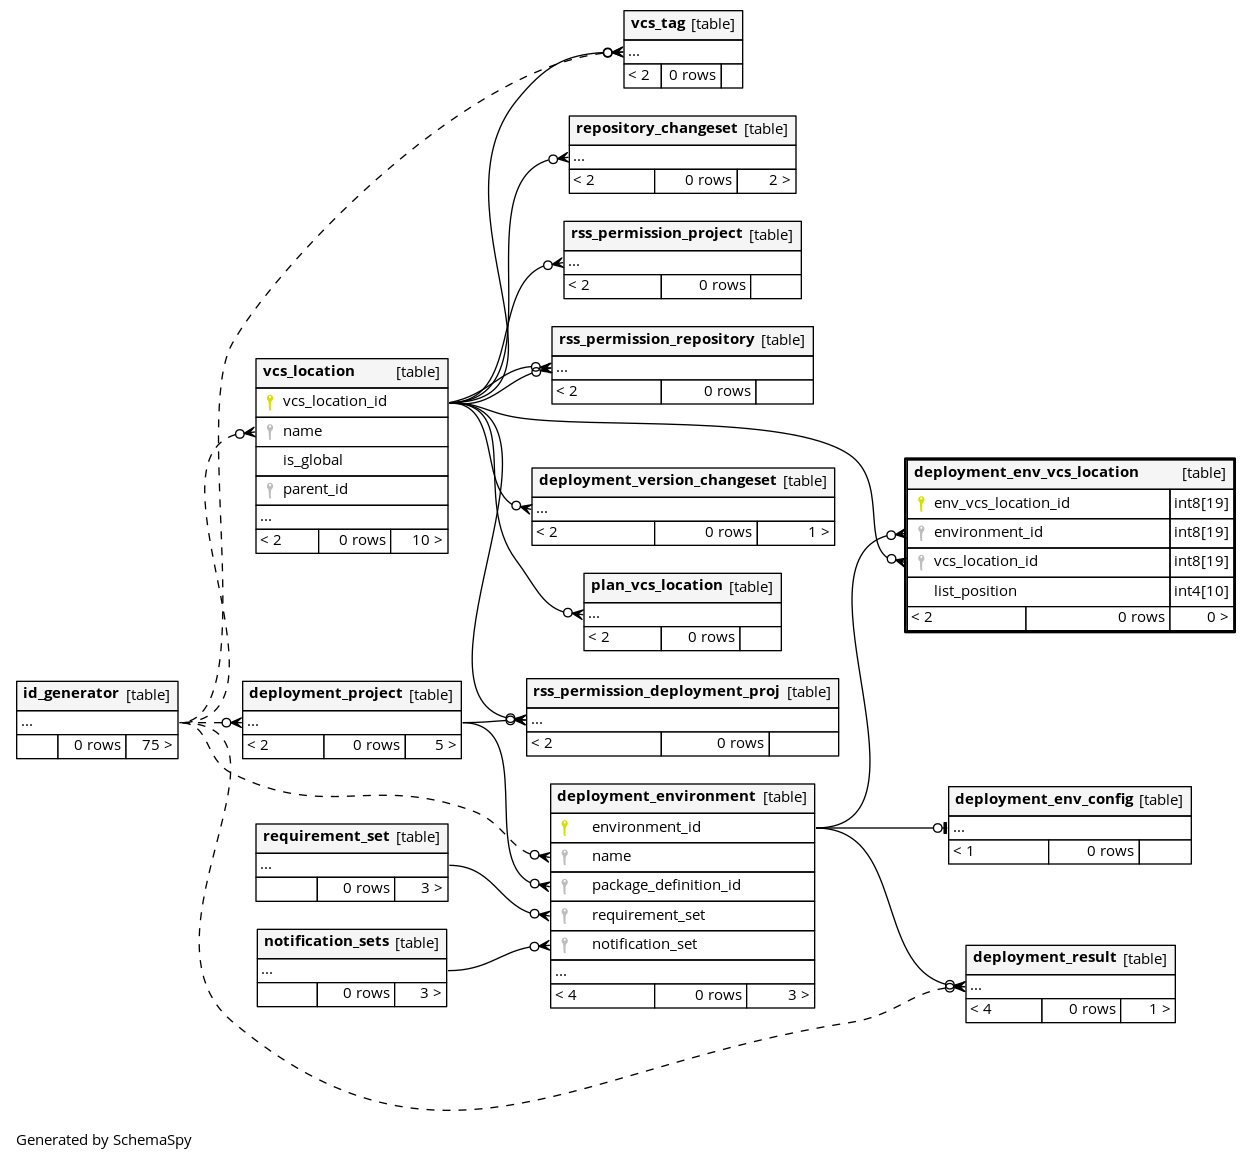 vcs_tag [table]
...
< 2 0 rows
repository_changeset [table]
...
< 2 0 rows 2 >
rss_permission_project [table]
...
< 2 0 rows
rss_permission_repository [table]
...
< 2 0 rows
vcs_location [table]
vcs_location_id
name
is_global
parent_id
...
< 2 0 rows 10 >
deployment_version_changeset [table]
...
< 2 0 rows 1 >
deployment_env_vcs_location [table]
env_vcs_location_id int8[19]
environment_id int8[19]
vcs_location_id int8[19]
list_position int4[10]
< 2 0 rows 0 >
plan_vcs_location [table]
...
< 2 0 rows
id_generator [table]
...
0 rows 75 >
deployment_project [table]
...
< 2 0 rows 5 >
rss_permission_deployment_proj [table]
...
< 2 0 rows
deployment_environment [table]
environment_id
name
package_definition_id
requirement_set
notification_set
...
< 4 0 rows 3 >
deployment_env_config [table]
...
< 1 0 rows
requirement_set [table]
...
0 rows 3 >
notification_sets [table]
...
0 rows 3 >
deployment_result [table]
...
< 4 0 rows 1 >
Generated by SchemaSpy